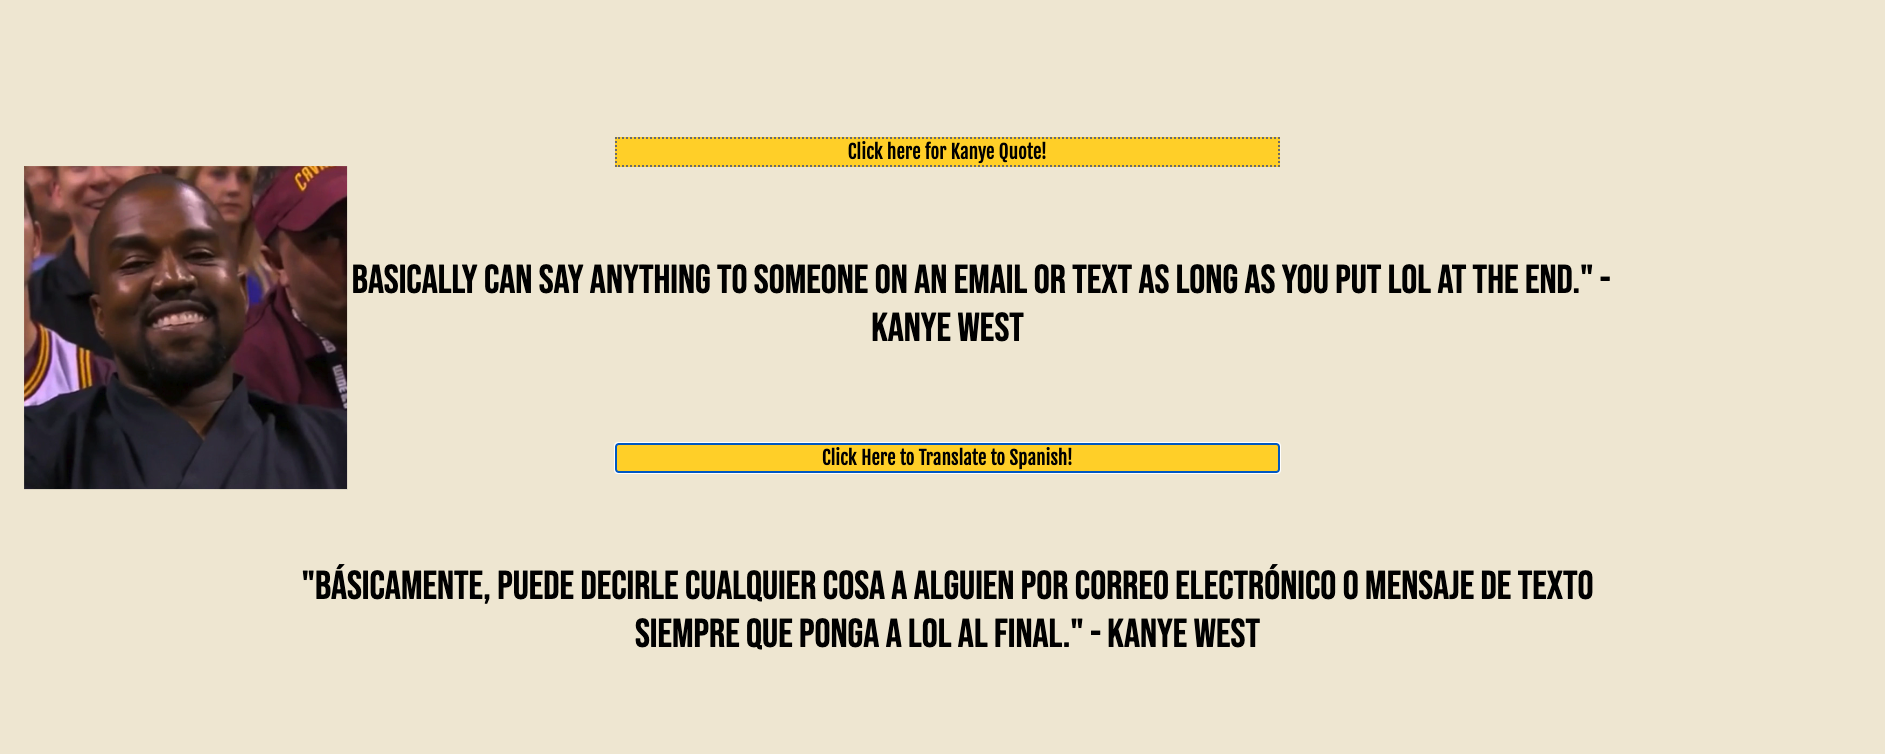 Click here for Kanye Quote!
BASICALLY CAN SAY ANYTHING TO SOMEONE ON AN EMAIL OR TEXT AS LONG AS YOU PUT LOL AT THE END." -
KANYE WEST
Click Here to Translate to Spanish!
"BÁSICAMENTE, PUEDE DECIRLE CUALQUIER COSA A ALGUIEN POR CORREO ELECTRÓNICO O MENSAJE DE TEXTO
SIEMPRE QUE PONGA A LOL AL FINAL." - KANYE WEST